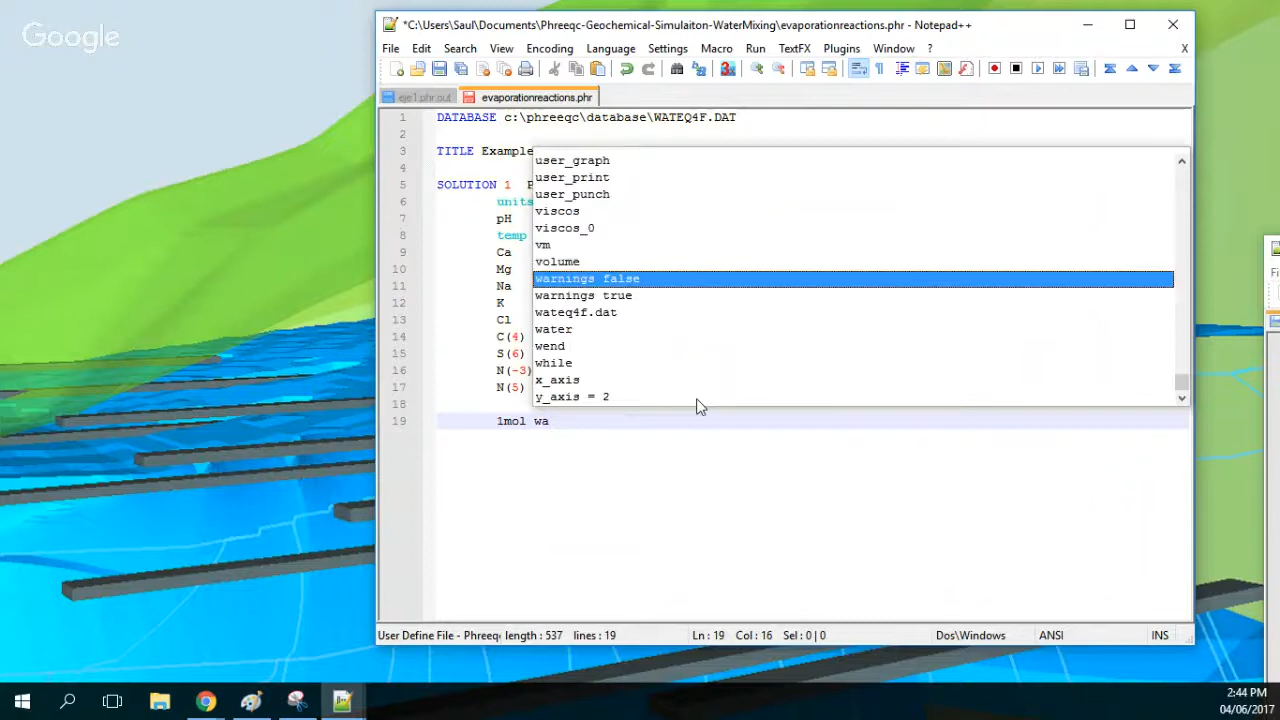 Google
*C:\Users\Saul\Documents\Phreeqc-Geochemical-Simulaiton-WaterMixing\evaporationreactions.phr - Notepad++
File Edit Search View Encoding Language Settings Macro Run TextFX Plugins Window ? X
eje1.phr.out evaporationreactions.phr
1 DATABASE c:\phreeqc\database\WATEQ4F.DAT
2
3 TITLE Example
4
5 SOLUTION 1 P
6 units
7 pH
8 temp
9 Ca
10 Mg
11 Na
12 K
13 Cl
14 C(4)
15 S(6)
16 N(-3)
17 N(5)
18
19 1mol wa
user_graph
user_print
user_punch
viscos
viscos_0
vm
volume
warnings false
warnings true
wateq4f.dat
water
wend
while
x_axis
y_axis = 2
User Define File - Phreeqc length : 537 lines : 19 Ln : 19 Col : 16 Sel : 0 | 0 Dos\Windows ANSI INS
2:44 PM
04/06/2017